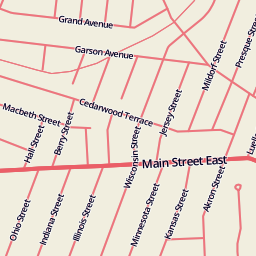 Grand Avenue
Garson Avenue
Mildorf Street
Presque Street
Cedarwood Terrace
Macbeth Street
Jersey Street
Hall Street
Berry Street
Wisconsin Street
Main Street East
Akron Street
Ohio Street
Indiana Street
Illinois Street
Minnesota Street
Kansas Street